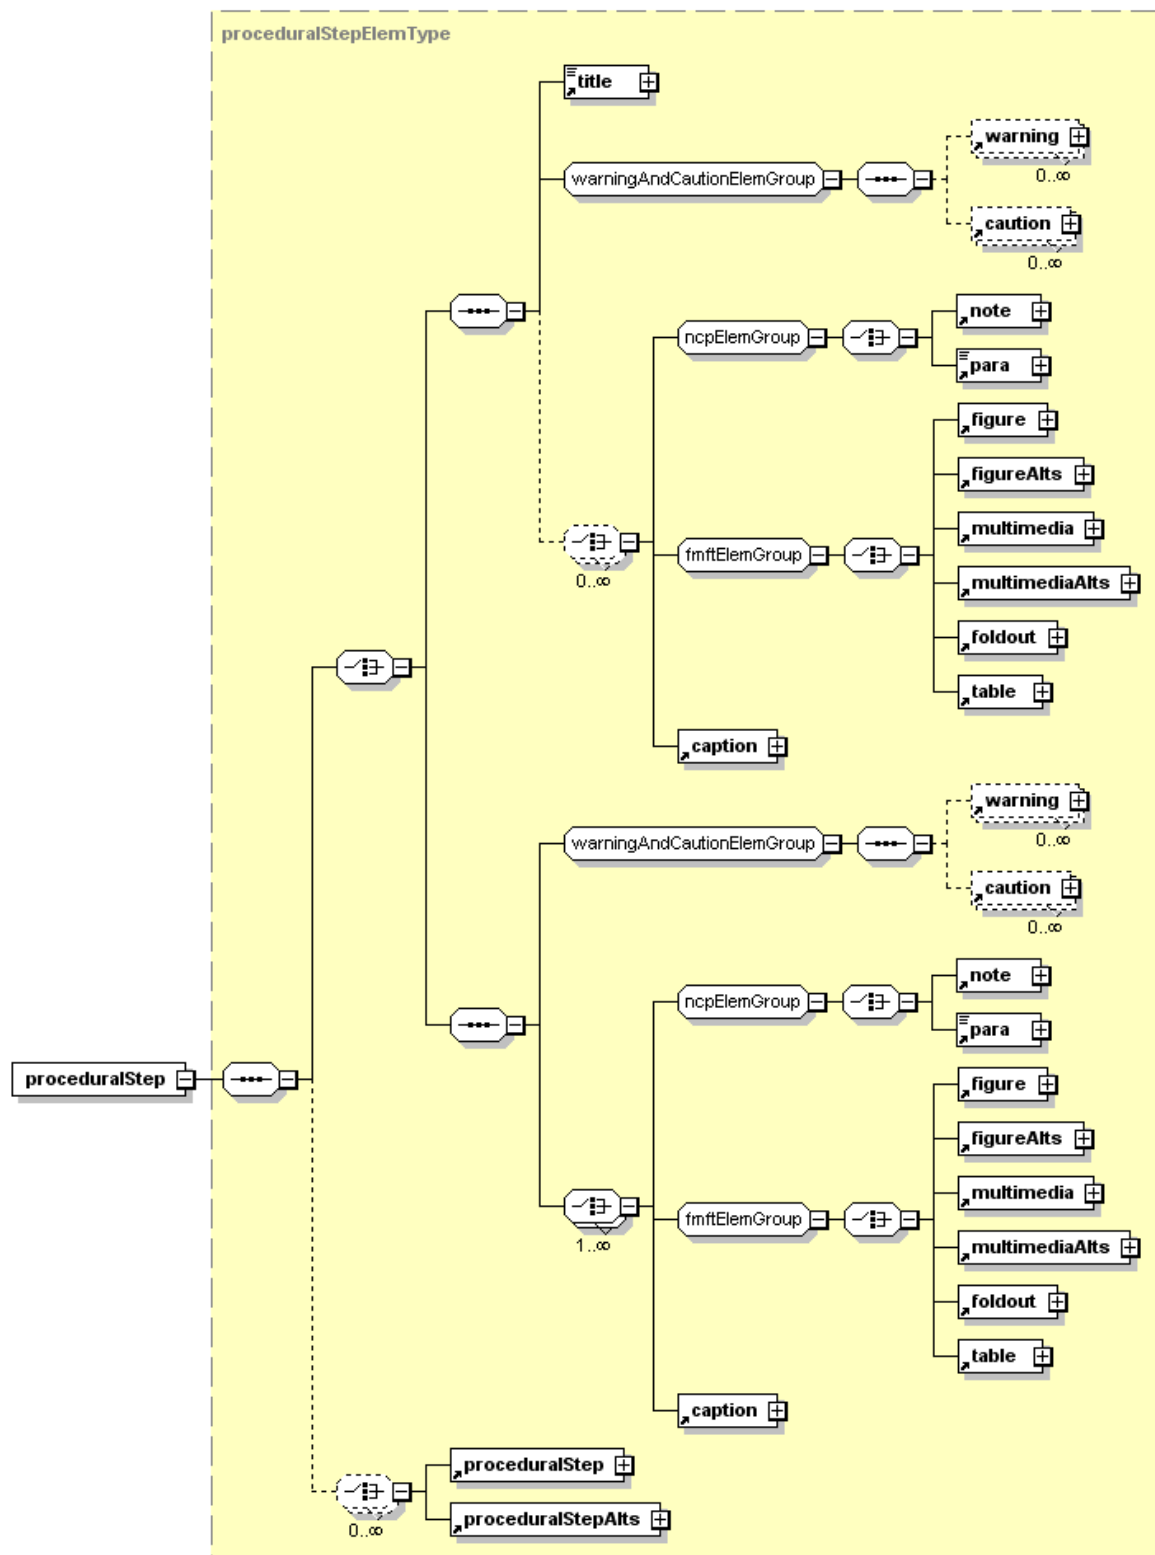 proceduralStepElemType
title
warning
0..∞
warningAndCautionElemGroup
caution
0..∞
note
ncpElemGroup
para
figure
figureAlts
multimedia
fmftElemGroup
0..∞
multimediaAlts
foldout
table
caption
warning
0..∞
warningAndCautionElemGroup
caution
0..∞
note
ncpElemGroup
para
proceduralStep
figure
figureAlts
multimedia
fmftElemGroup
1..∞
multimediaAlts
foldout
table
caption
proceduralStep
proceduralStepAlts
0..∞